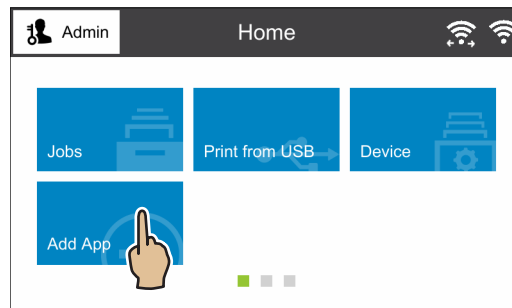 Admin
Home
Jobs
Print from USB
Device
Add App